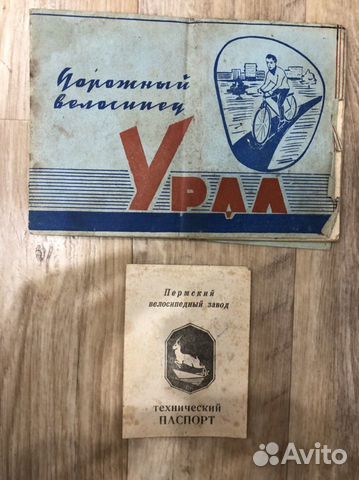 Дорожный
велосипед
Урал
Пермский
велосипедный завод
технический
ПАСПОРТ
Avito